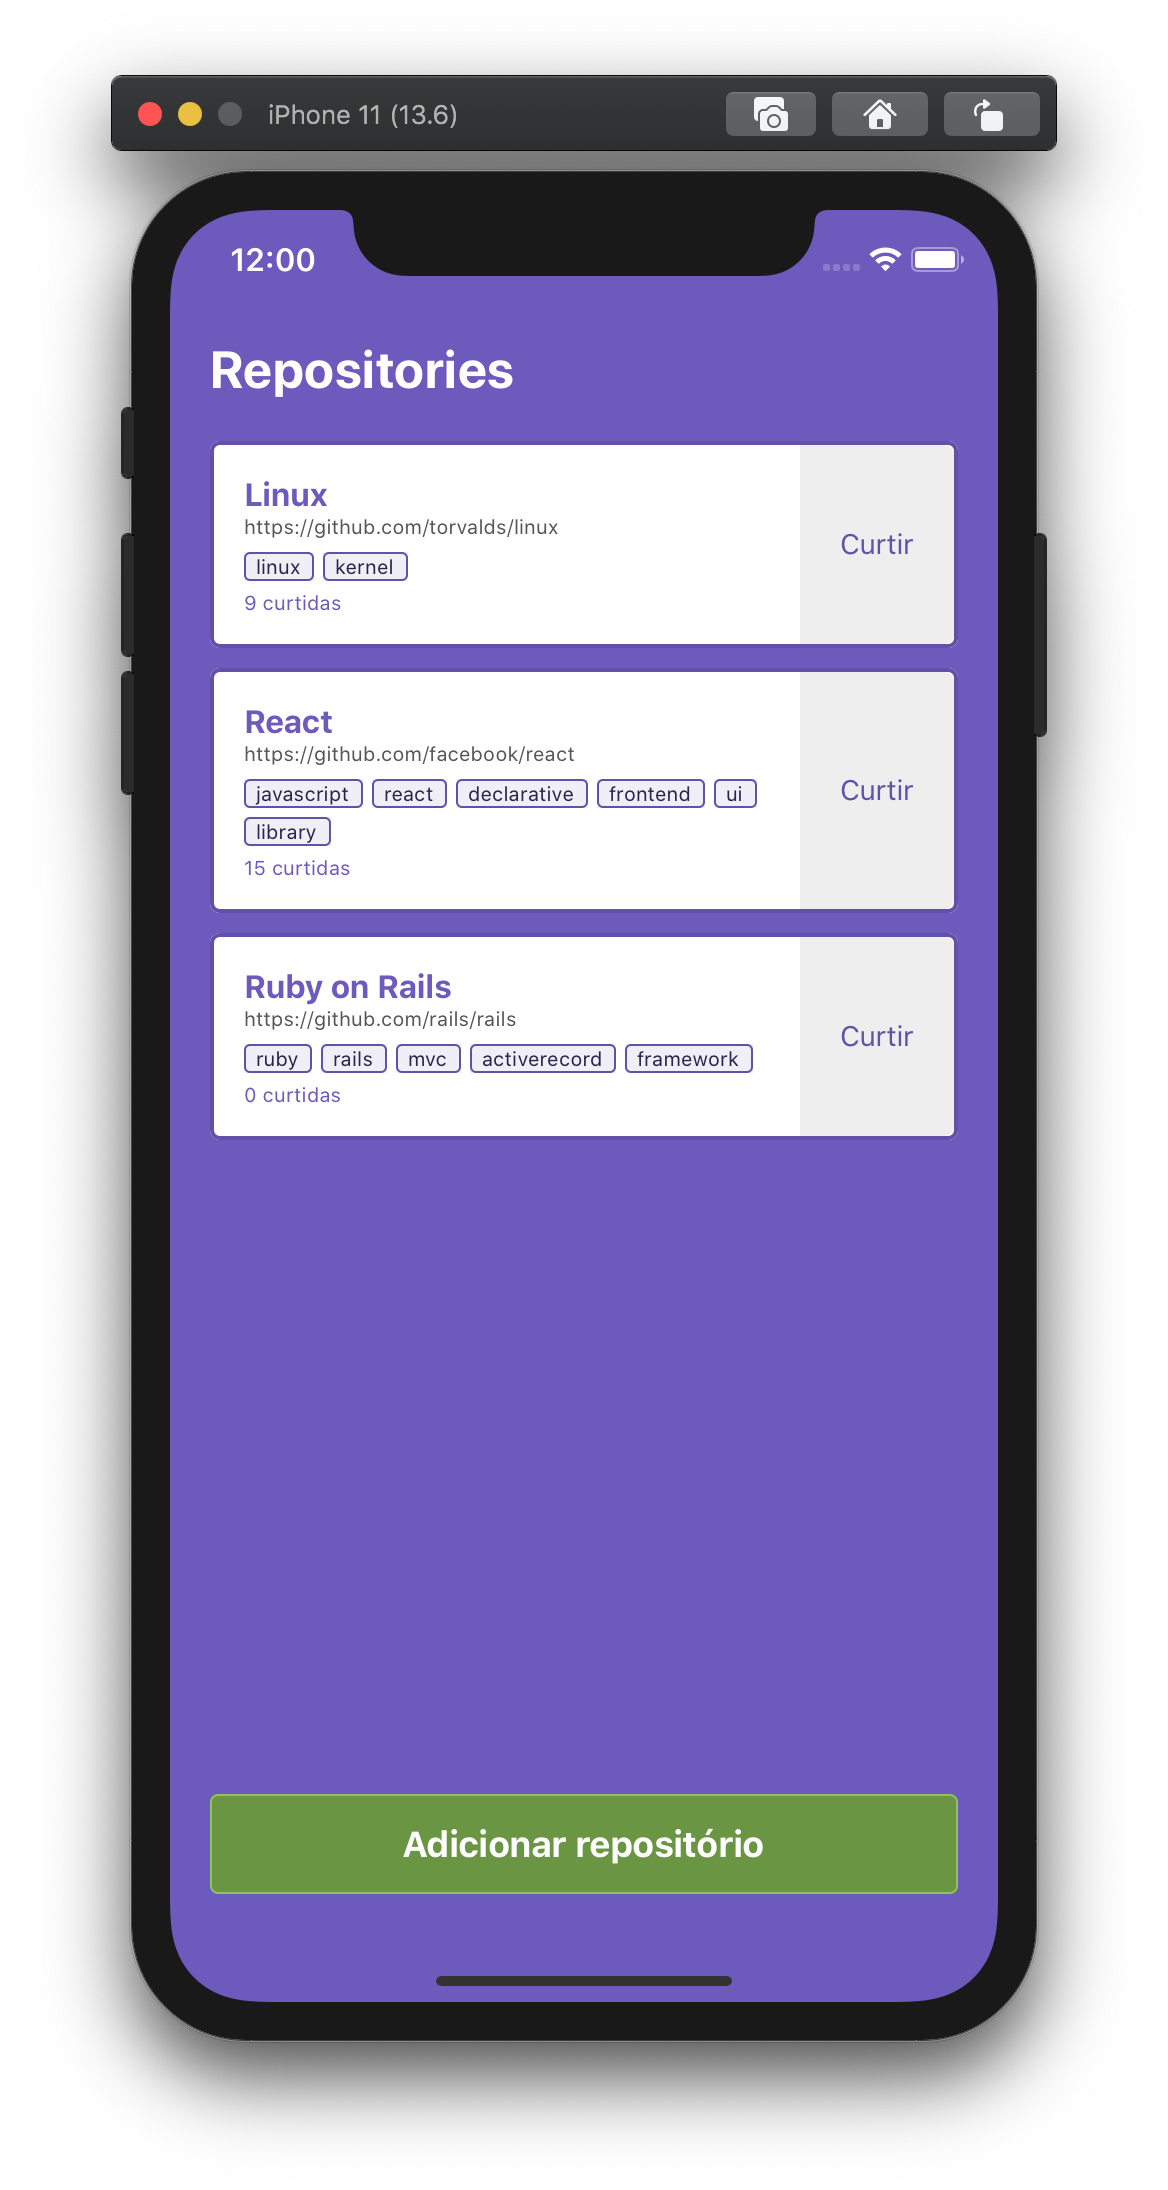 iPhone 11 (13.6)
12:00
Repositories
Linux
https://github.com/torvalds/linux
linux kernel
9 curtidas
Curtir
React
https://github.com/facebook/react
javascript react declarative frontend ui
library
15 curtidas
Curtir
Ruby on Rails
https://github.com/rails/rails
ruby rails mvc activerecord framework
0 curtidas
Curtir
Adicionar repositório